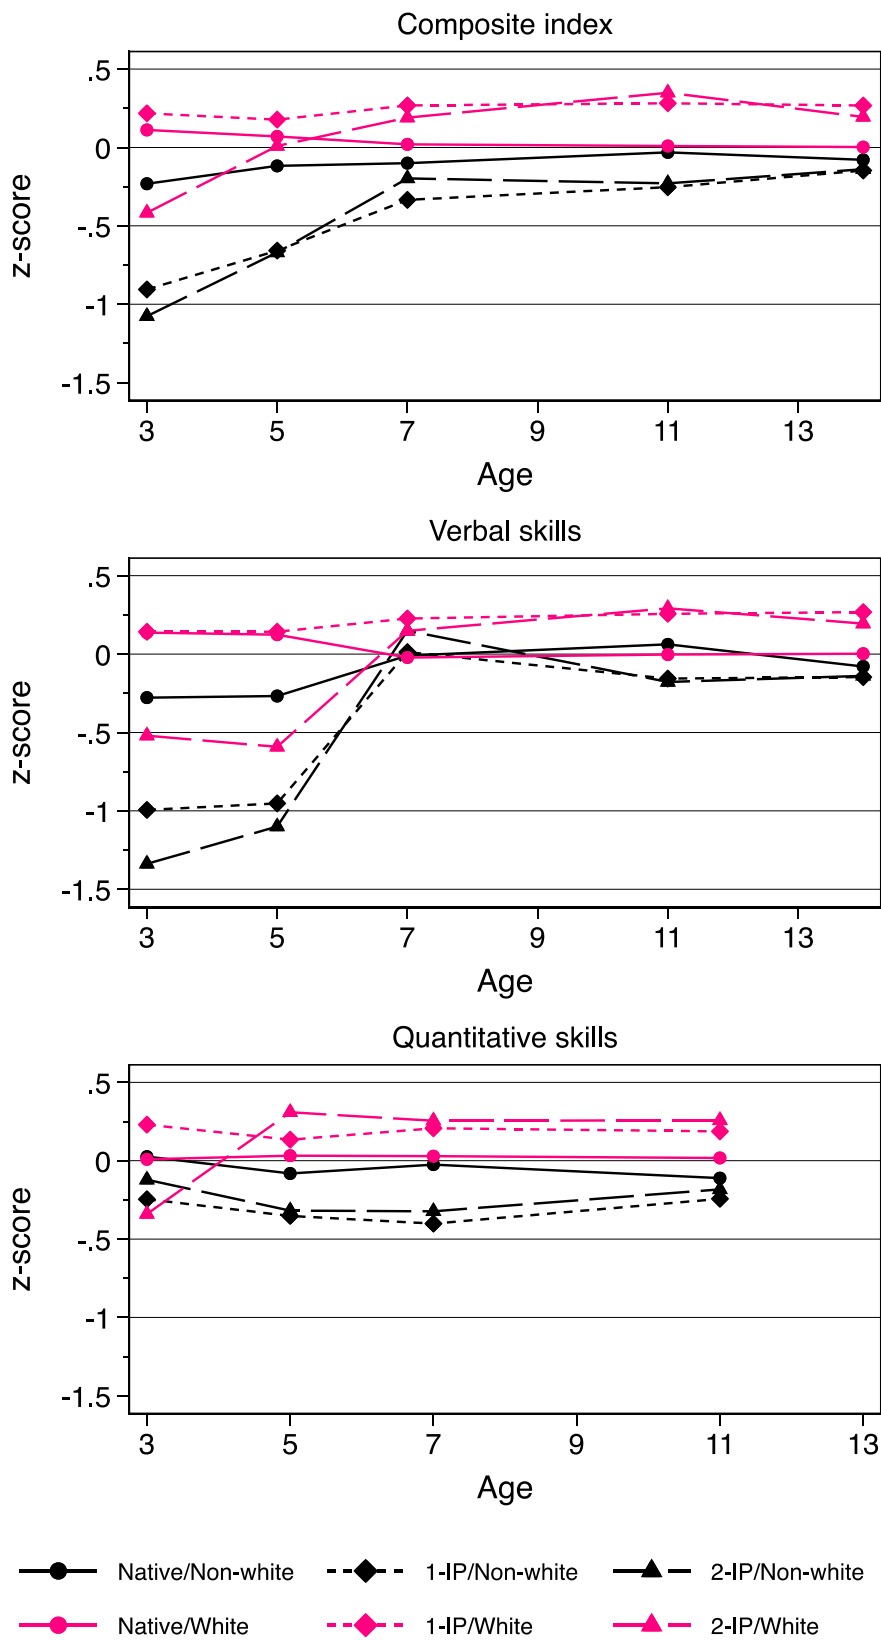 Composite index
.5
0
-.5
-1
-1.5
z-score
3 5 7 9 11 13
Age
Verbal skills
.5
0
-.5
-1
-1.5
z-score
3 5 7 9 11 13
Age
Quantitative skills
.5
0
-.5
-1
-1.5
z-score
3 5 7 9 11 13
Age
Native/Non-white 1-IP/Non-white 2-IP/Non-white
Native/White 1-IP/White 2-IP/White